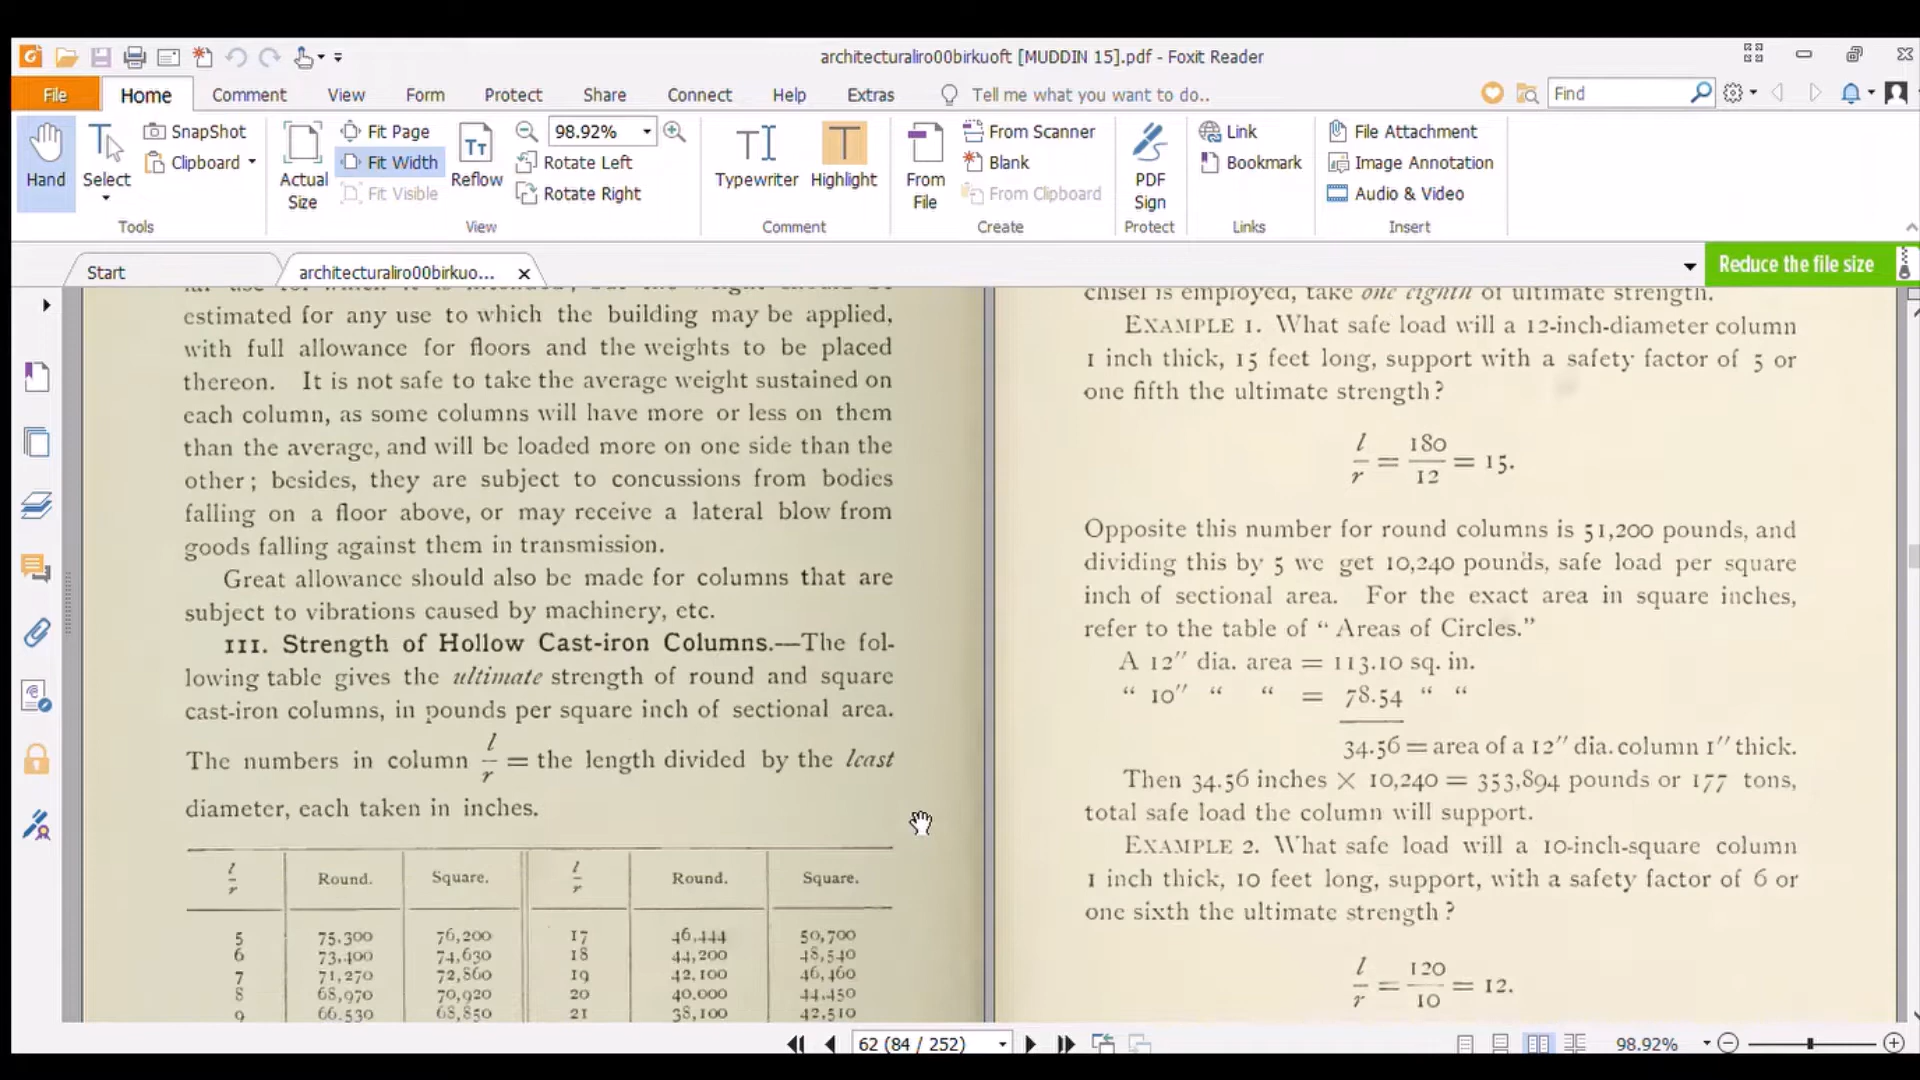 architecturaliro00birkuoft [MUDDIN 15].pdf - Foxit Reader
File Home Comment View Form Protect Share Connect Help Extras Tell me what you want to do.. Find
Hand
Select
SnapShot
Clipboard
Tools
Actual Size
Fit Page
Fit Width
Fit Visible
Reflow
98.92%
Rotate Left
Rotate Right
View
Typewriter
Highlight
Comment
From File
From Scanner
Blank
From Clipboard
Create
PDF Sign
Protect
Link
Bookmark
Links
File Attachment
Image Annotation
Audio & Video
Insert
Start
architecturaliro00birkuo...
Reduce the file size
estimated for any use to which the building may be applied,
with full allowance for floors and the weights to be placed
thereon. It is not safe to take the average weight sustained on
each column, as some columns will have more or less on them
than the average, and will be loaded more on one side than the
other; besides, they are subject to concussions from bodies
falling on a floor above, or may receive a lateral blow from
goods falling against them in transmission.
Great allowance should also be made for columns that are
subject to vibrations caused by machinery, etc.
111. Strength of Hollow Cast-iron Columns.—The fol-
lowing table gives the ultimate strength of round and square
cast-iron columns, in pounds per square inch of sectional area.
The numbers in column l/r = the length divided by the least
diameter, each taken in inches.
l/r Round. Square. l/r Round. Square.
5 75,300 76,200 17 46,444 50,700
6 73,400 74,630 18 44,200 48,540
7 71,270 72,860 19 42,100 46,460
8 68,970 70,920 20 40,000 44,450
9 66,530 68,850 21 38,100 42,510
chisel is employed, take one eighth of ultimate strength.
EXAMPLE 1. What safe load will a 12-inch-diameter column
1 inch thick, 15 feet long, support with a safety factor of 5 or
one fifth the ultimate strength?
l/r = 180/12 = 15.
Opposite this number for round columns is 51,200 pounds, and
dividing this by 5 we get 10,240 pounds, safe load per square
inch of sectional area. For the exact area in square inches,
refer to the table of “ Areas of Circles.”
A 12″ dia. area = 113.10 sq. in.
“ 10″ “ “ = 78.54 “ “
34.56 = area of a 12″ dia. column 1″ thick.
Then 34.56 inches × 10,240 = 353,894 pounds or 177 tons,
total safe load the column will support.
EXAMPLE 2. What safe load will a 10-inch-square column
1 inch thick, 10 feet long, support, with a safety factor of 6 or
one sixth the ultimate strength?
l/r = 120/10 = 12.
62 (84 / 252)
98.92%